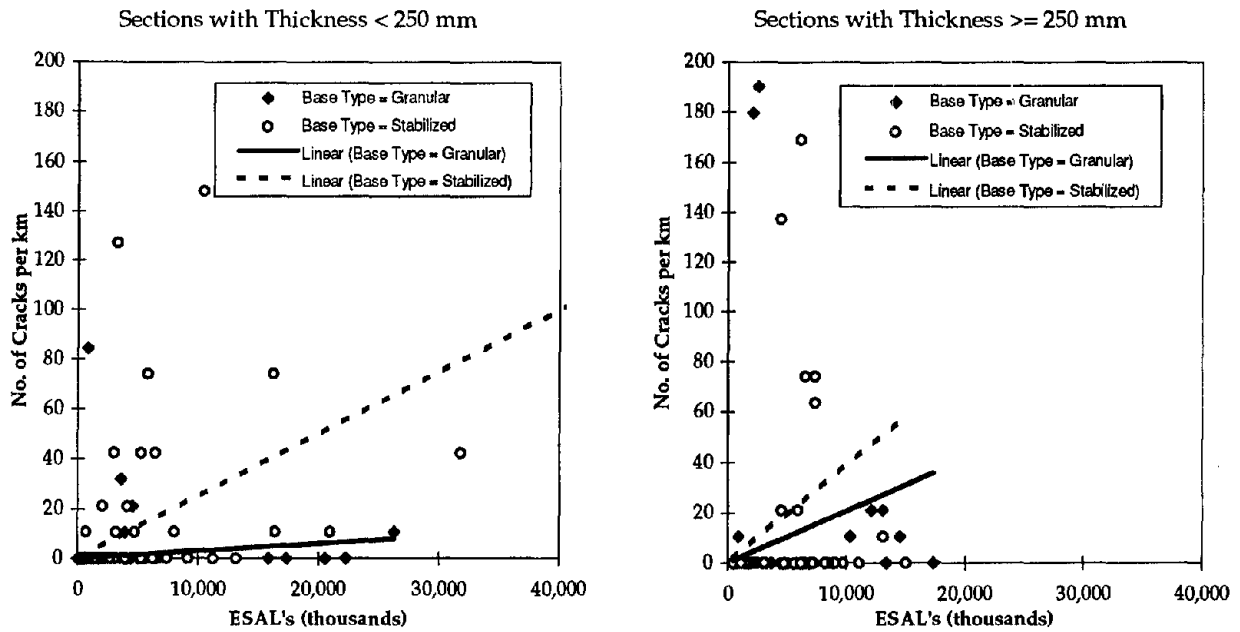 Sections with Thickness < 250 mm
No. of Cracks per km
200
180
160
140
120
100
80
60
40
20
0
Base Type = Granular
Base Type = Stabilized
Linear (Base Type = Granular)
Linear (Base Type = Stabilized)
0 10,000 20,000 30,000 40,000
ESAL's (thousands)
Sections with Thickness >= 250 mm
No. of Cracks per km
200
180
160
140
120
100
80
60
40
20
0
Base Type = Granular
Base Type = Stabilized
Linear (Base Type = Granular)
Linear (Base Type = Stabilized)
0 10,000 20,000 30,000 40,000
ESAL's (thousands)